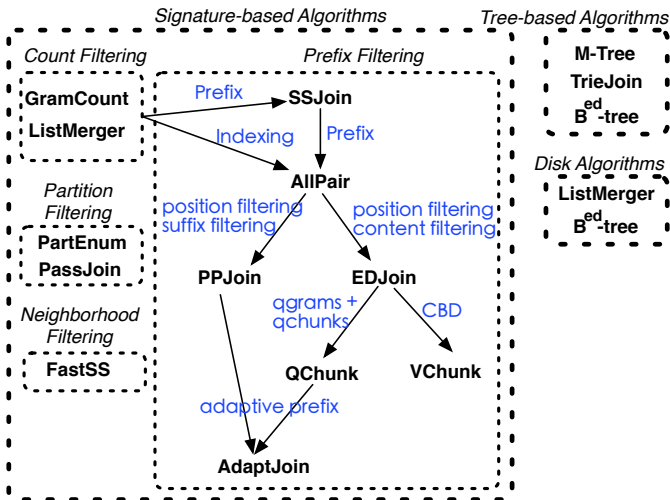 Signature-based Algorithms
Tree-based Algorithms
Count Filtering
Prefix Filtering
M-Tree
TrieJoin
B^ed-tree
GramCount
ListMerger
Prefix
SSJoin
Indexing
Prefix
Disk Algorithms
ListMerger
B^ed-tree
AllPair
Partition
Filtering
PartEnum
PassJoin
position filtering
suffix filtering
position filtering
content filtering
PPJoin
EDJoin
Neighborhood
Filtering
FastSS
qgrams +
qchunks
CBD
QChunk
VChunk
adaptive prefix
AdaptJoin